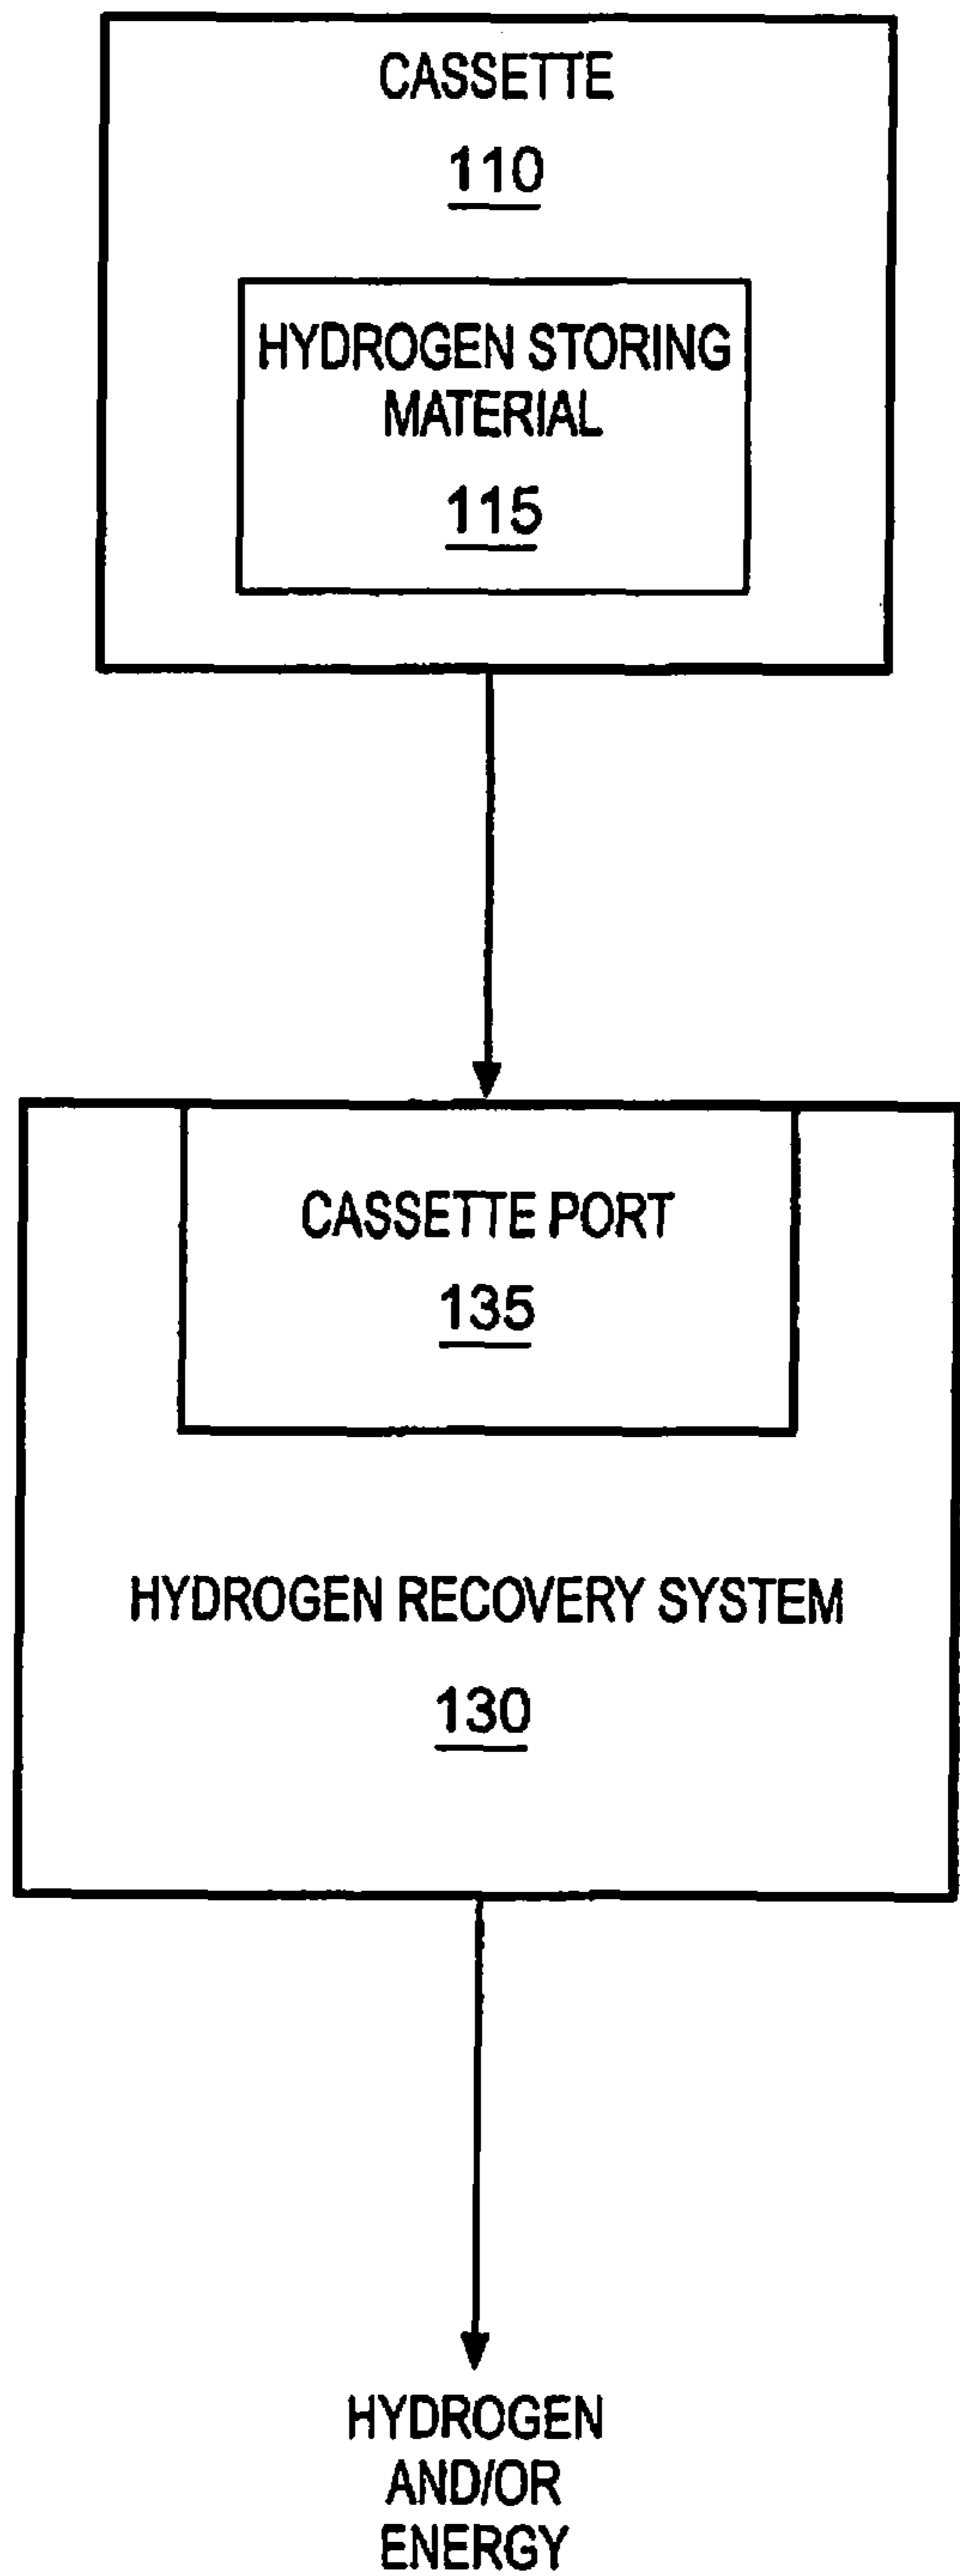 CASSETTE
110
HYDROGEN STORING
MATERIAL
115
CASSETTE PORT
135
HYDROGEN RECOVERY SYSTEM
130
HYDROGEN
AND/OR
ENERGY